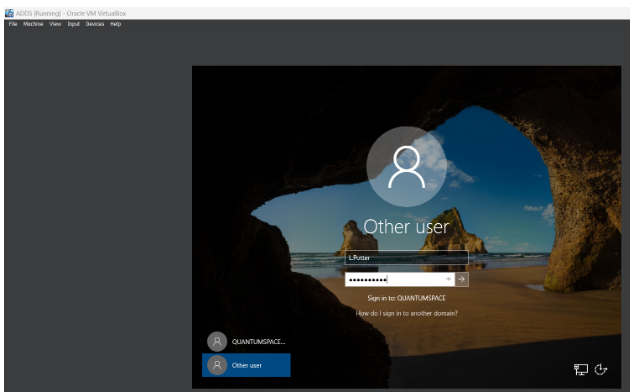 ADDS [Running] - Oracle VM VirtualBox
File Machine View Input Devices Help
Other user
I.Potter
Sign in to: QUANTUMSPACE
How do I sign in to another domain?
QUANTUMSPACE...
Other user